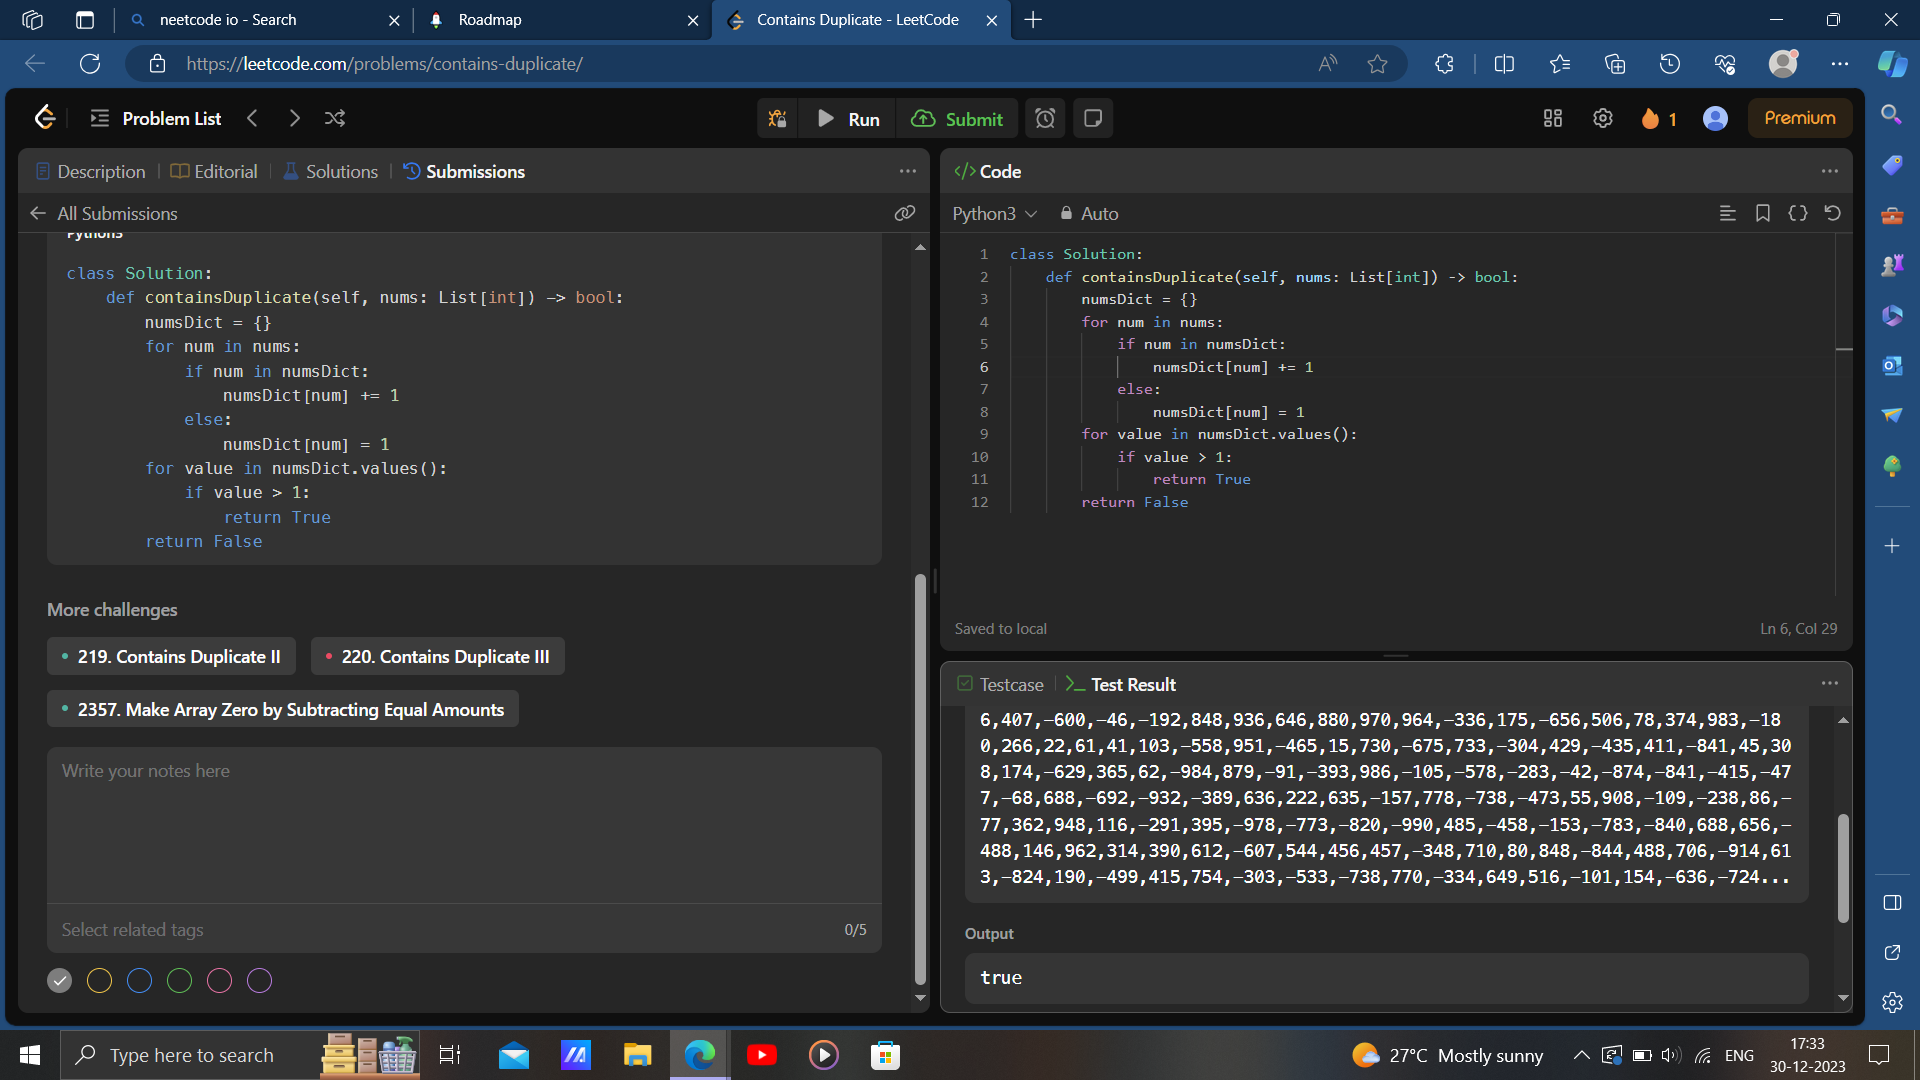 neetcode io - Search
Roadmap
Contains Duplicate - LeetCode
https://leetcode.com/problems/contains-duplicate/
Problem List
Run
Submit
1
Premium
Description
Editorial
Solutions
Submissions
All Submissions
Python3
class Solution:
def containsDuplicate(self, nums: List[int]) -> bool:
numsDict = {}
for num in nums:
if num in numsDict:
numsDict[num] += 1
else:
numsDict[num] = 1
for value in numsDict.values():
if value > 1:
return True
return False
More challenges
219. Contains Duplicate II
220. Contains Duplicate III
2357. Make Array Zero by Subtracting Equal Amounts
Write your notes here
Select related tags
0/5
</> Code
Python3
Auto
1 class Solution:
2 def containsDuplicate(self, nums: List[int]) -> bool:
3 numsDict = {}
4 for num in nums:
5 if num in numsDict:
6 numsDict[num] += 1
7 else:
8 numsDict[num] = 1
9 for value in numsDict.values():
10 if value > 1:
11 return True
12 return False
Saved to local
Ln 6, Col 29
Testcase
Test Result
6,407,-600,-46,-192,848,936,646,880,970,964,-336,175,-656,506,78,374,983,-18
0,266,22,61,41,103,-558,951,-465,15,730,-675,733,-304,429,-435,411,-841,45,30
8,174,-629,365,62,-984,879,-91,-393,986,-105,-578,-283,-42,-874,-841,-415,-47
7,-68,688,-692,-932,-389,636,222,635,-157,778,-738,-473,55,908,-109,-238,86,-
77,362,948,116,-291,395,-978,-773,-820,-990,485,-458,-153,-783,-840,688,656,-
488,146,962,314,390,612,-607,544,456,457,-348,710,80,848,-844,488,706,-914,61
3,-824,190,-499,415,754,-303,-533,-738,770,-334,649,516,-101,154,-636,-724...
Output
true
Type here to search
27°C Mostly sunny
ENG
17:33
30-12-2023